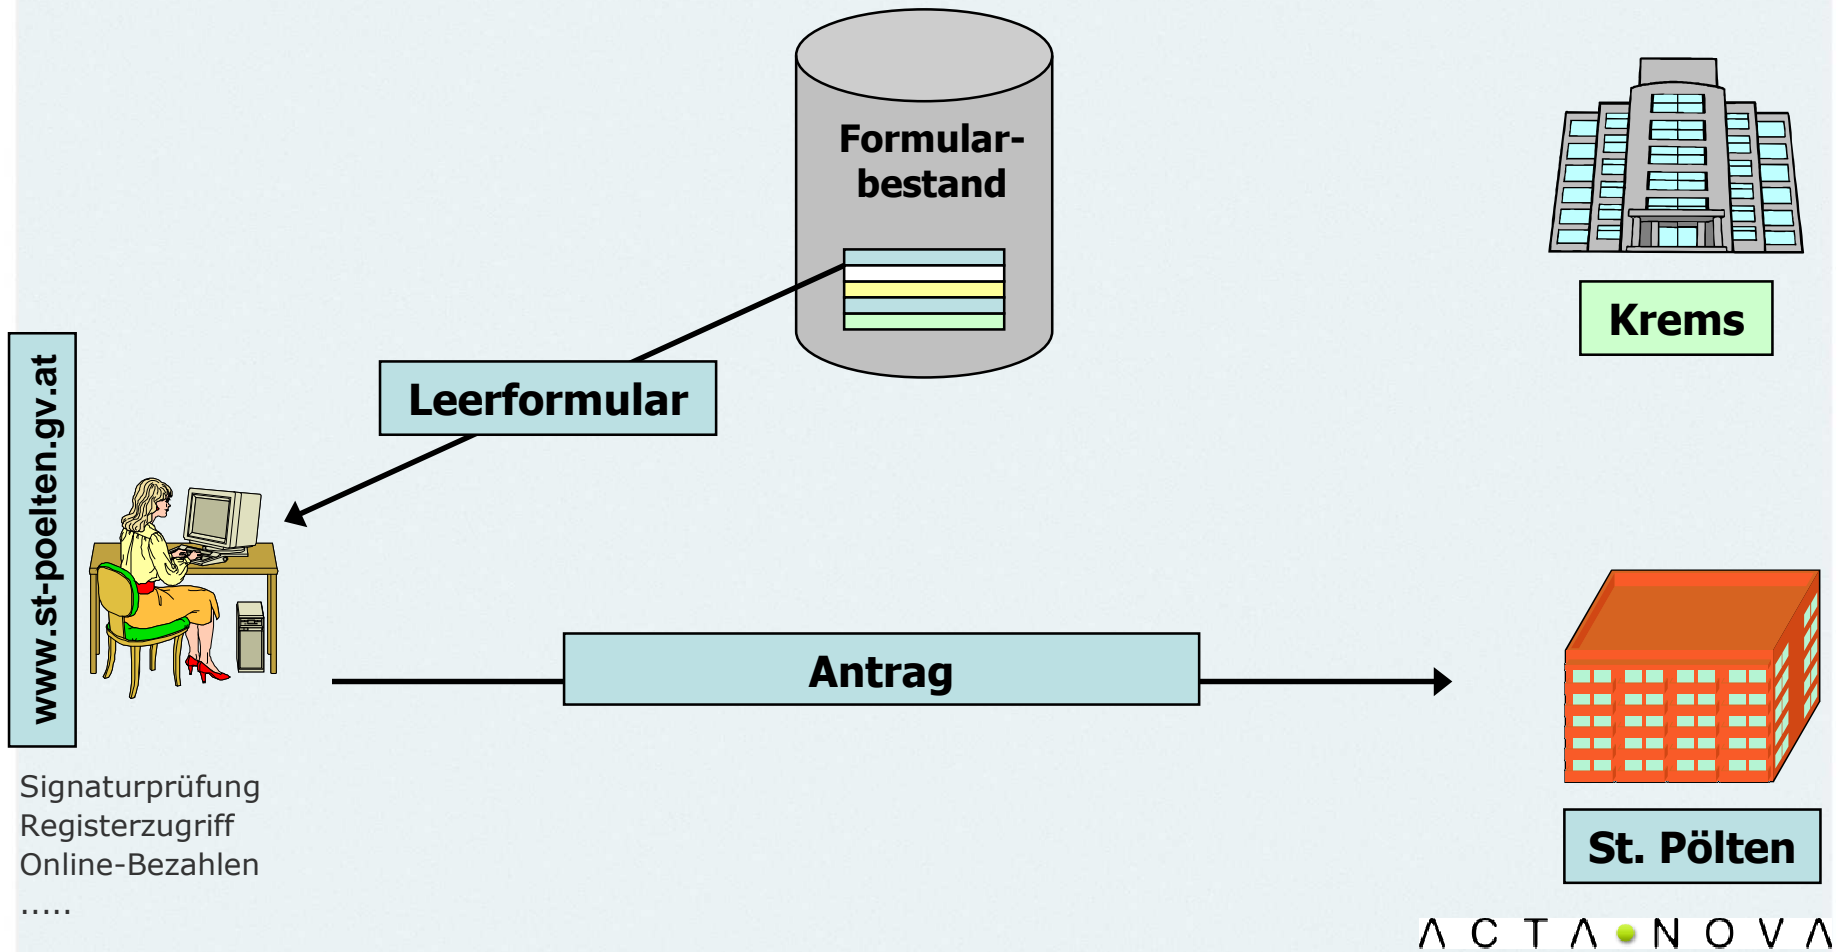 Formular-
bestand
Krems
Leerformular
www.st-poelten.gv.at
Antrag
Signaturprüfung
Registerzugriff
Online-Bezahlen
.....
St. Pölten
ACTA NOVA